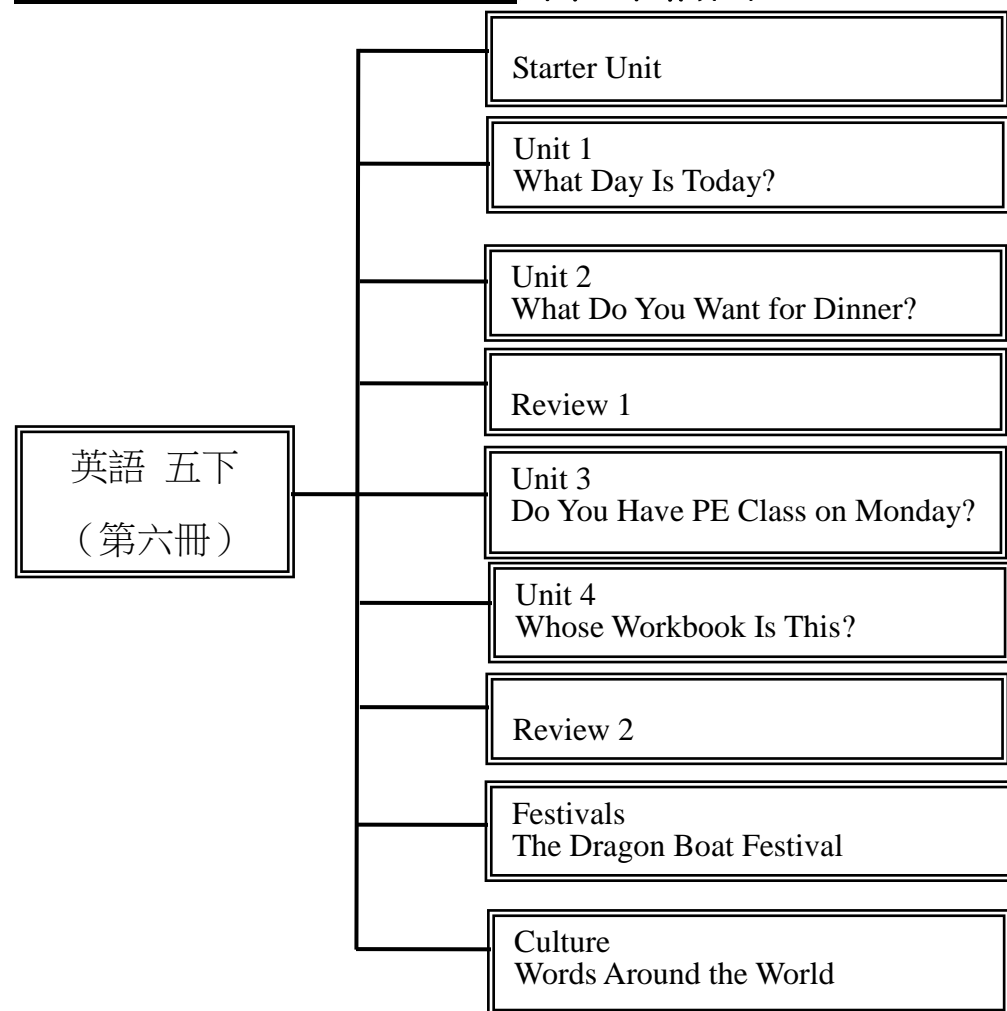 Starter Unit
Unit 1
What Day Is Today?
Unit 2
What Do You Want for Dinner?
Review 1
英語 五下
（第六冊）
Unit 3
Do You Have PE Class on Monday?
Unit 4
Whose Workbook Is This?
Review 2
Festivals
The Dragon Boat Festival
Culture
Words Around the World